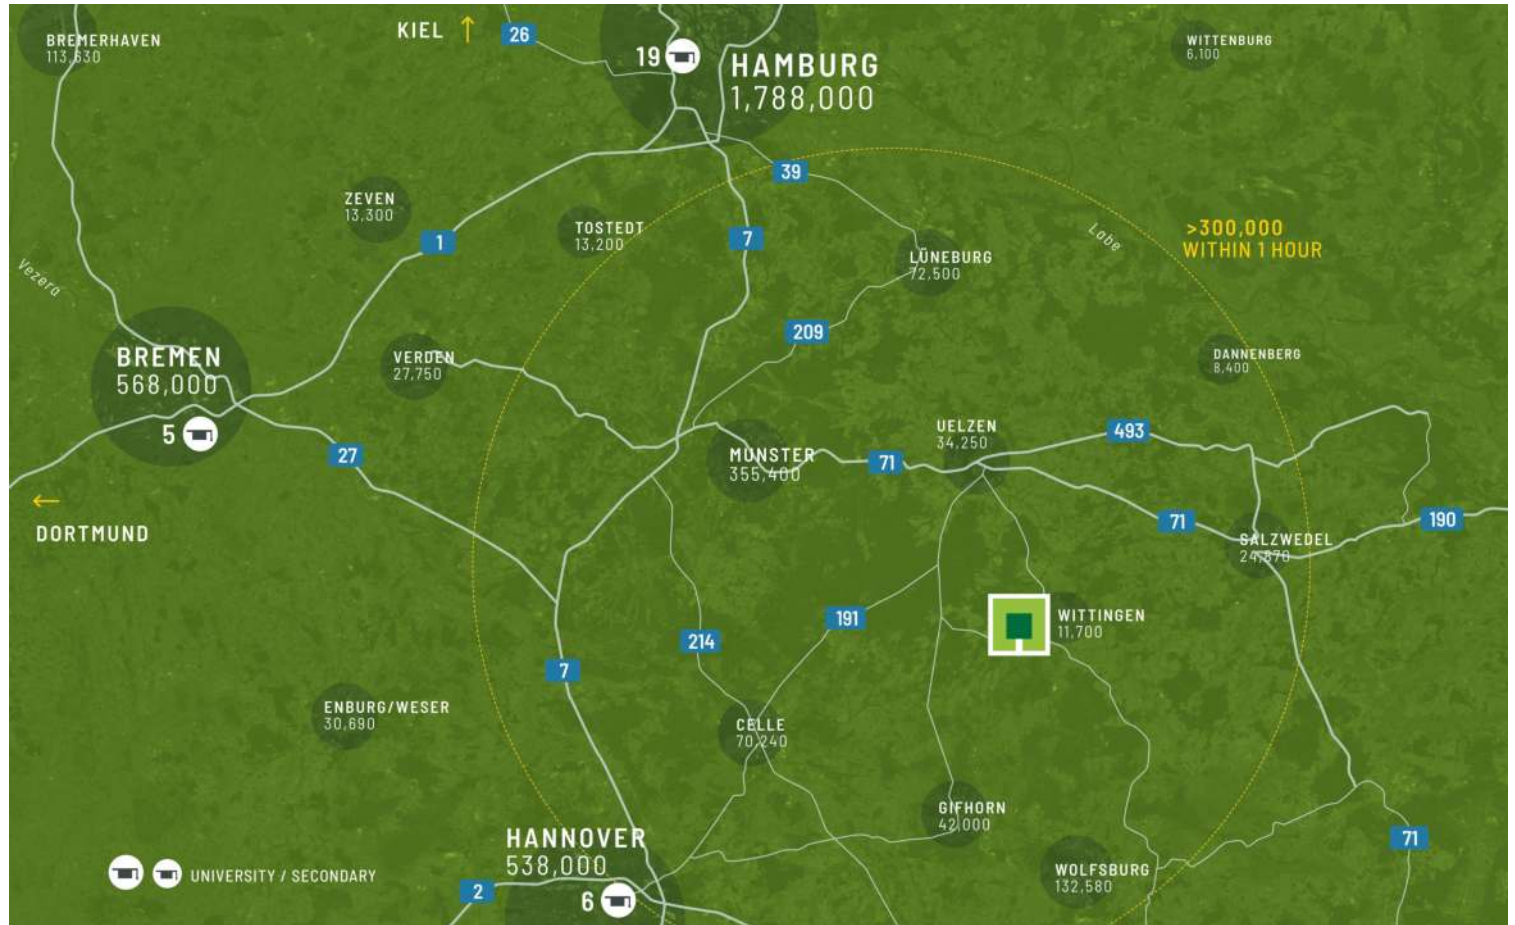 BREMERHAVEN
113,630
KIEL
26
19
HAMBURG
1,788,000
WITTENBURG
6,100
39
ZEVEN
13,300
TOSTEDT
13,200
1
7
Labe
>300,000
WITHIN 1 HOUR
LÜNEBURG
72,500
Vezera
209
BREMEN
568,000
VERDEN
27,750
DANNENBERG
8,400
5
27
UELZEN
34,250
493
MUNSTER
355,400
71
DORTMUND
71
190
SALZWEDEL
24,870
191
WITTINGEN
11,700
214
7
ENBURG/WESER
30,690
CELLE
70,240
GIFHORN
42,000
HANNOVER
538,000
71
WOLFSBURG
132,580
UNIVERSITY / SECONDARY
2
6